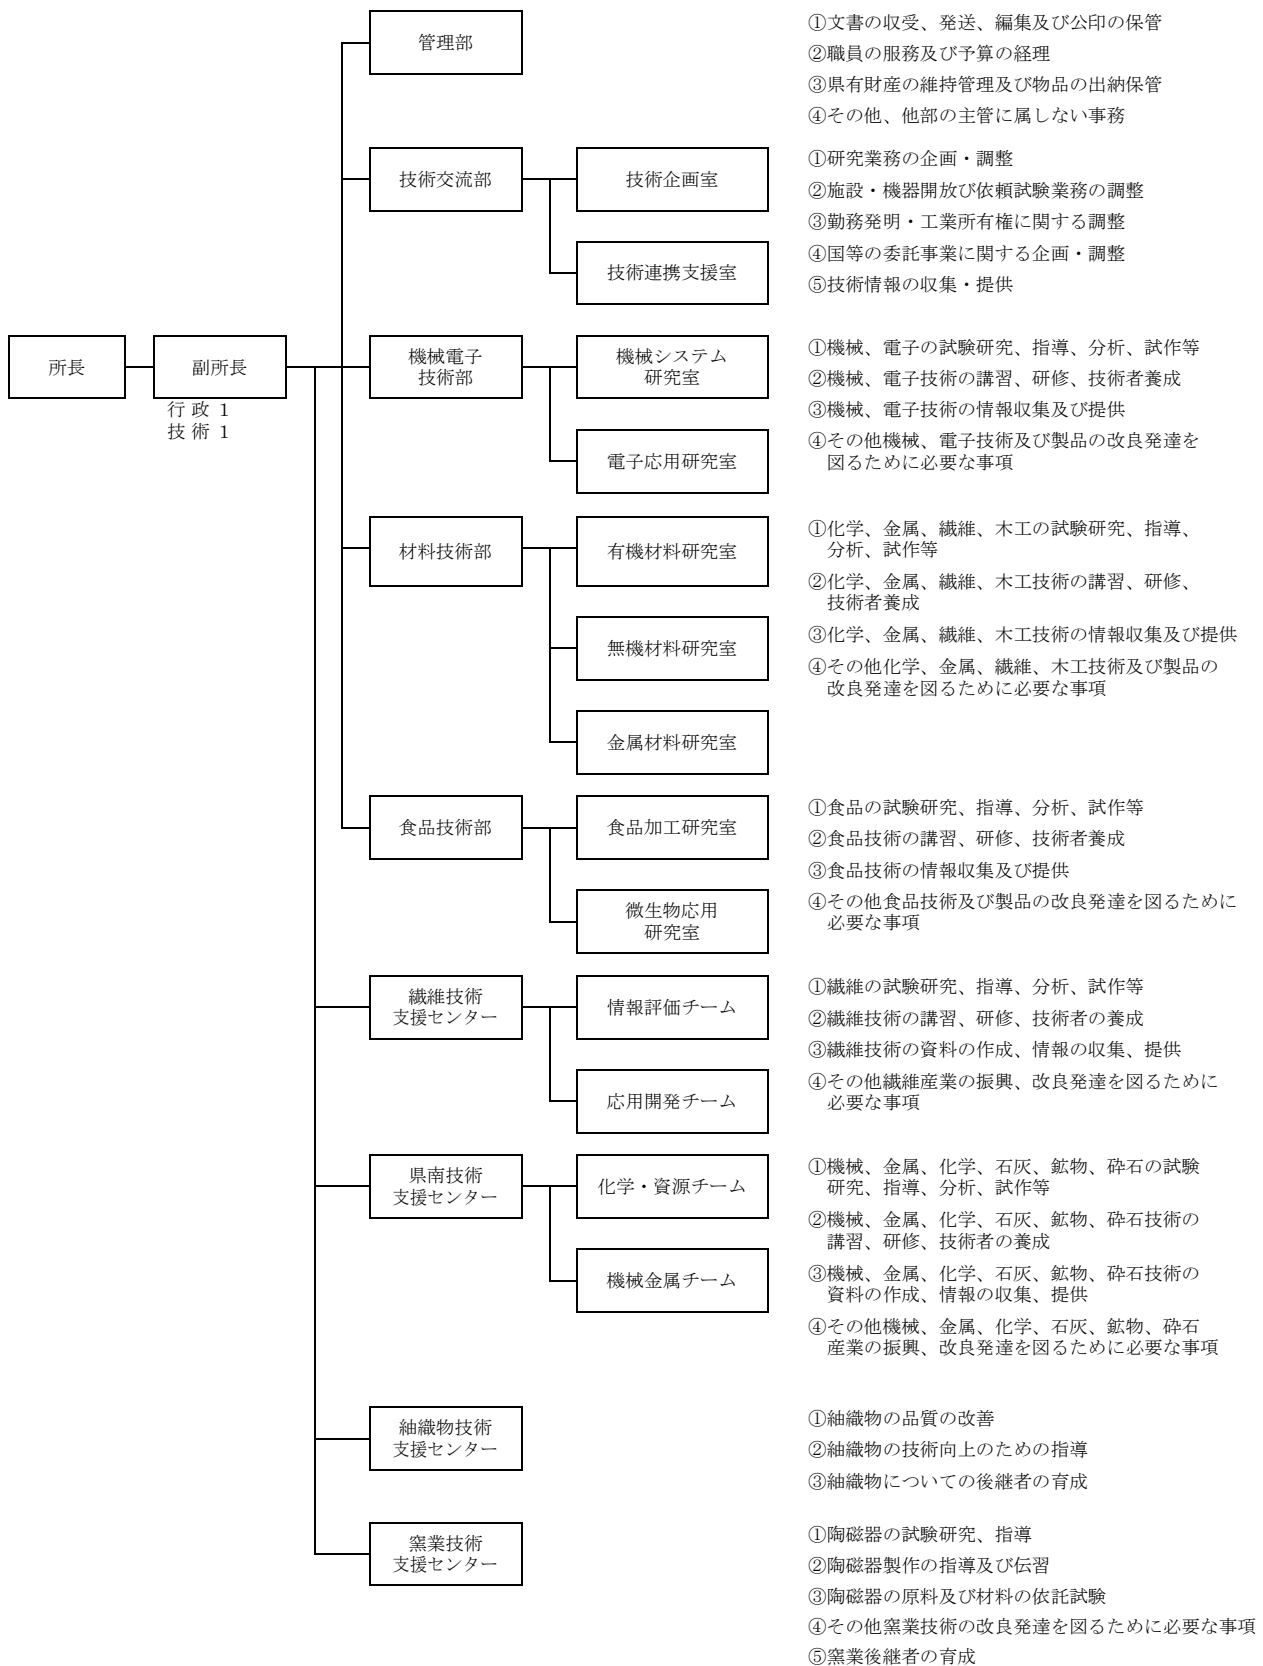 管理部
①文書の収受、発送、編集及び公印の保管
②職員の服務及び予算の経理
③県有財産の維持管理及び物品の出納保管
④その他、他部の主管に属しない事務
技術交流部
技術企画室
技術連携支援室
①研究業務の企画・調整
②施設・機器開放び依頼試験業務の調整
③勤務発明・工業所有権に関する調整
④国等の委託事業に関する企画・調整
⑤技術情報の収集・提供
所長
副所長
行政 1
技術 1
機械電子
技術部
機械システム
研究室
電子応用研究室
①機械、電子の試験研究、指導、分析、試作等
②機械、電子技術の講習、研修、技術者養成
③機械、電子技術の情報収集及び提供
④その他機械、電子技術及び製品の改良発達を
図るために必要な事項
材料技術部
有機材料研究室
無機材料研究室
金属材料研究室
①化学、金属、繊維、木工の試験研究、指導、
分析、試作等
②化学、金属、繊維、木工技術の講習、研修、
技術者養成
③化学、金属、繊維、木工技術の情報収集及び提供
④その他化学、金属、繊維、木工技術及び製品の
改良発達を図るために必要な事項
食品技術部
食品加工研究室
微生物応用
研究室
①食品の試験研究、指導、分析、試作等
②食品技術の講習、研修、技術者養成
③食品技術の情報収集及び提供
④その他食品技術及び製品の改良発達を図るために
必要な事項
繊維技術
支援センター
情報評価チーム
応用開発チーム
①繊維の試験研究、指導、分析、試作等
②繊維技術の講習、研修、技術者の養成
③繊維技術の資料の作成、情報の収集、提供
④その他繊維産業の振興、改良発達を図るために
必要な事項
県南技術
支援センター
化学・資源チーム
機械金属チーム
①機械、金属、化学、石灰、鉱物、砕石の試験
研究、指導、分析、試作等
②機械、金属、化学、石灰、鉱物、砕石技術の
講習、研修、技術者の養成
③機械、金属、化学、石灰、鉱物、砕石技術の
資料の作成、情報の収集、提供
④その他機械、金属、化学、石灰、鉱物、砕石
産業の振興、改良発達を図るために必要な事項
紬織物技術
支援センター
①紬織物の品質の改善
②紬織物の技術向上のための指導
③紬織物についての後継者の育成
窯業技術
支援センター
①陶磁器の試験研究、指導
②陶磁器製作の指導及び伝習
③陶磁器の原料及び材料の依託試験
④その他窯業技術の改良発達を図るために必要な事項
⑤窯業後継者の育成